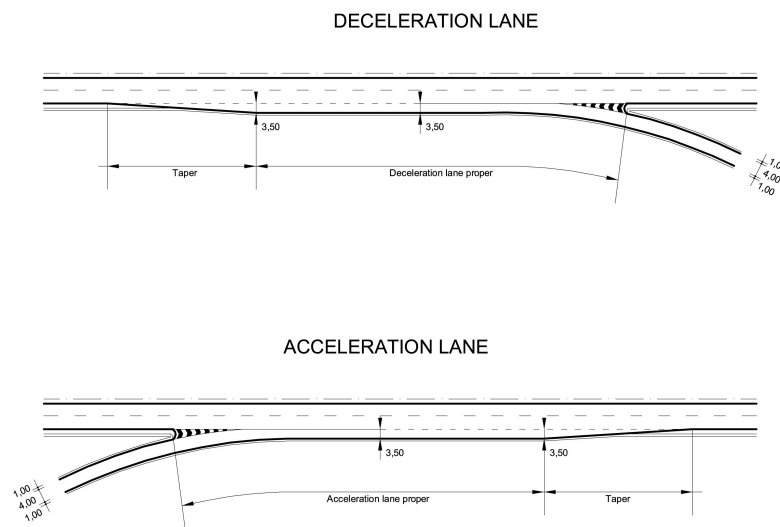 DECELERATION LANE
3,50
3,50
Taper
Deceleration lane proper
4,00
1,00
ACCELERATION LANE
3,50
3,50
1,00
4,00
1,00
Acceleration lane proper
Taper